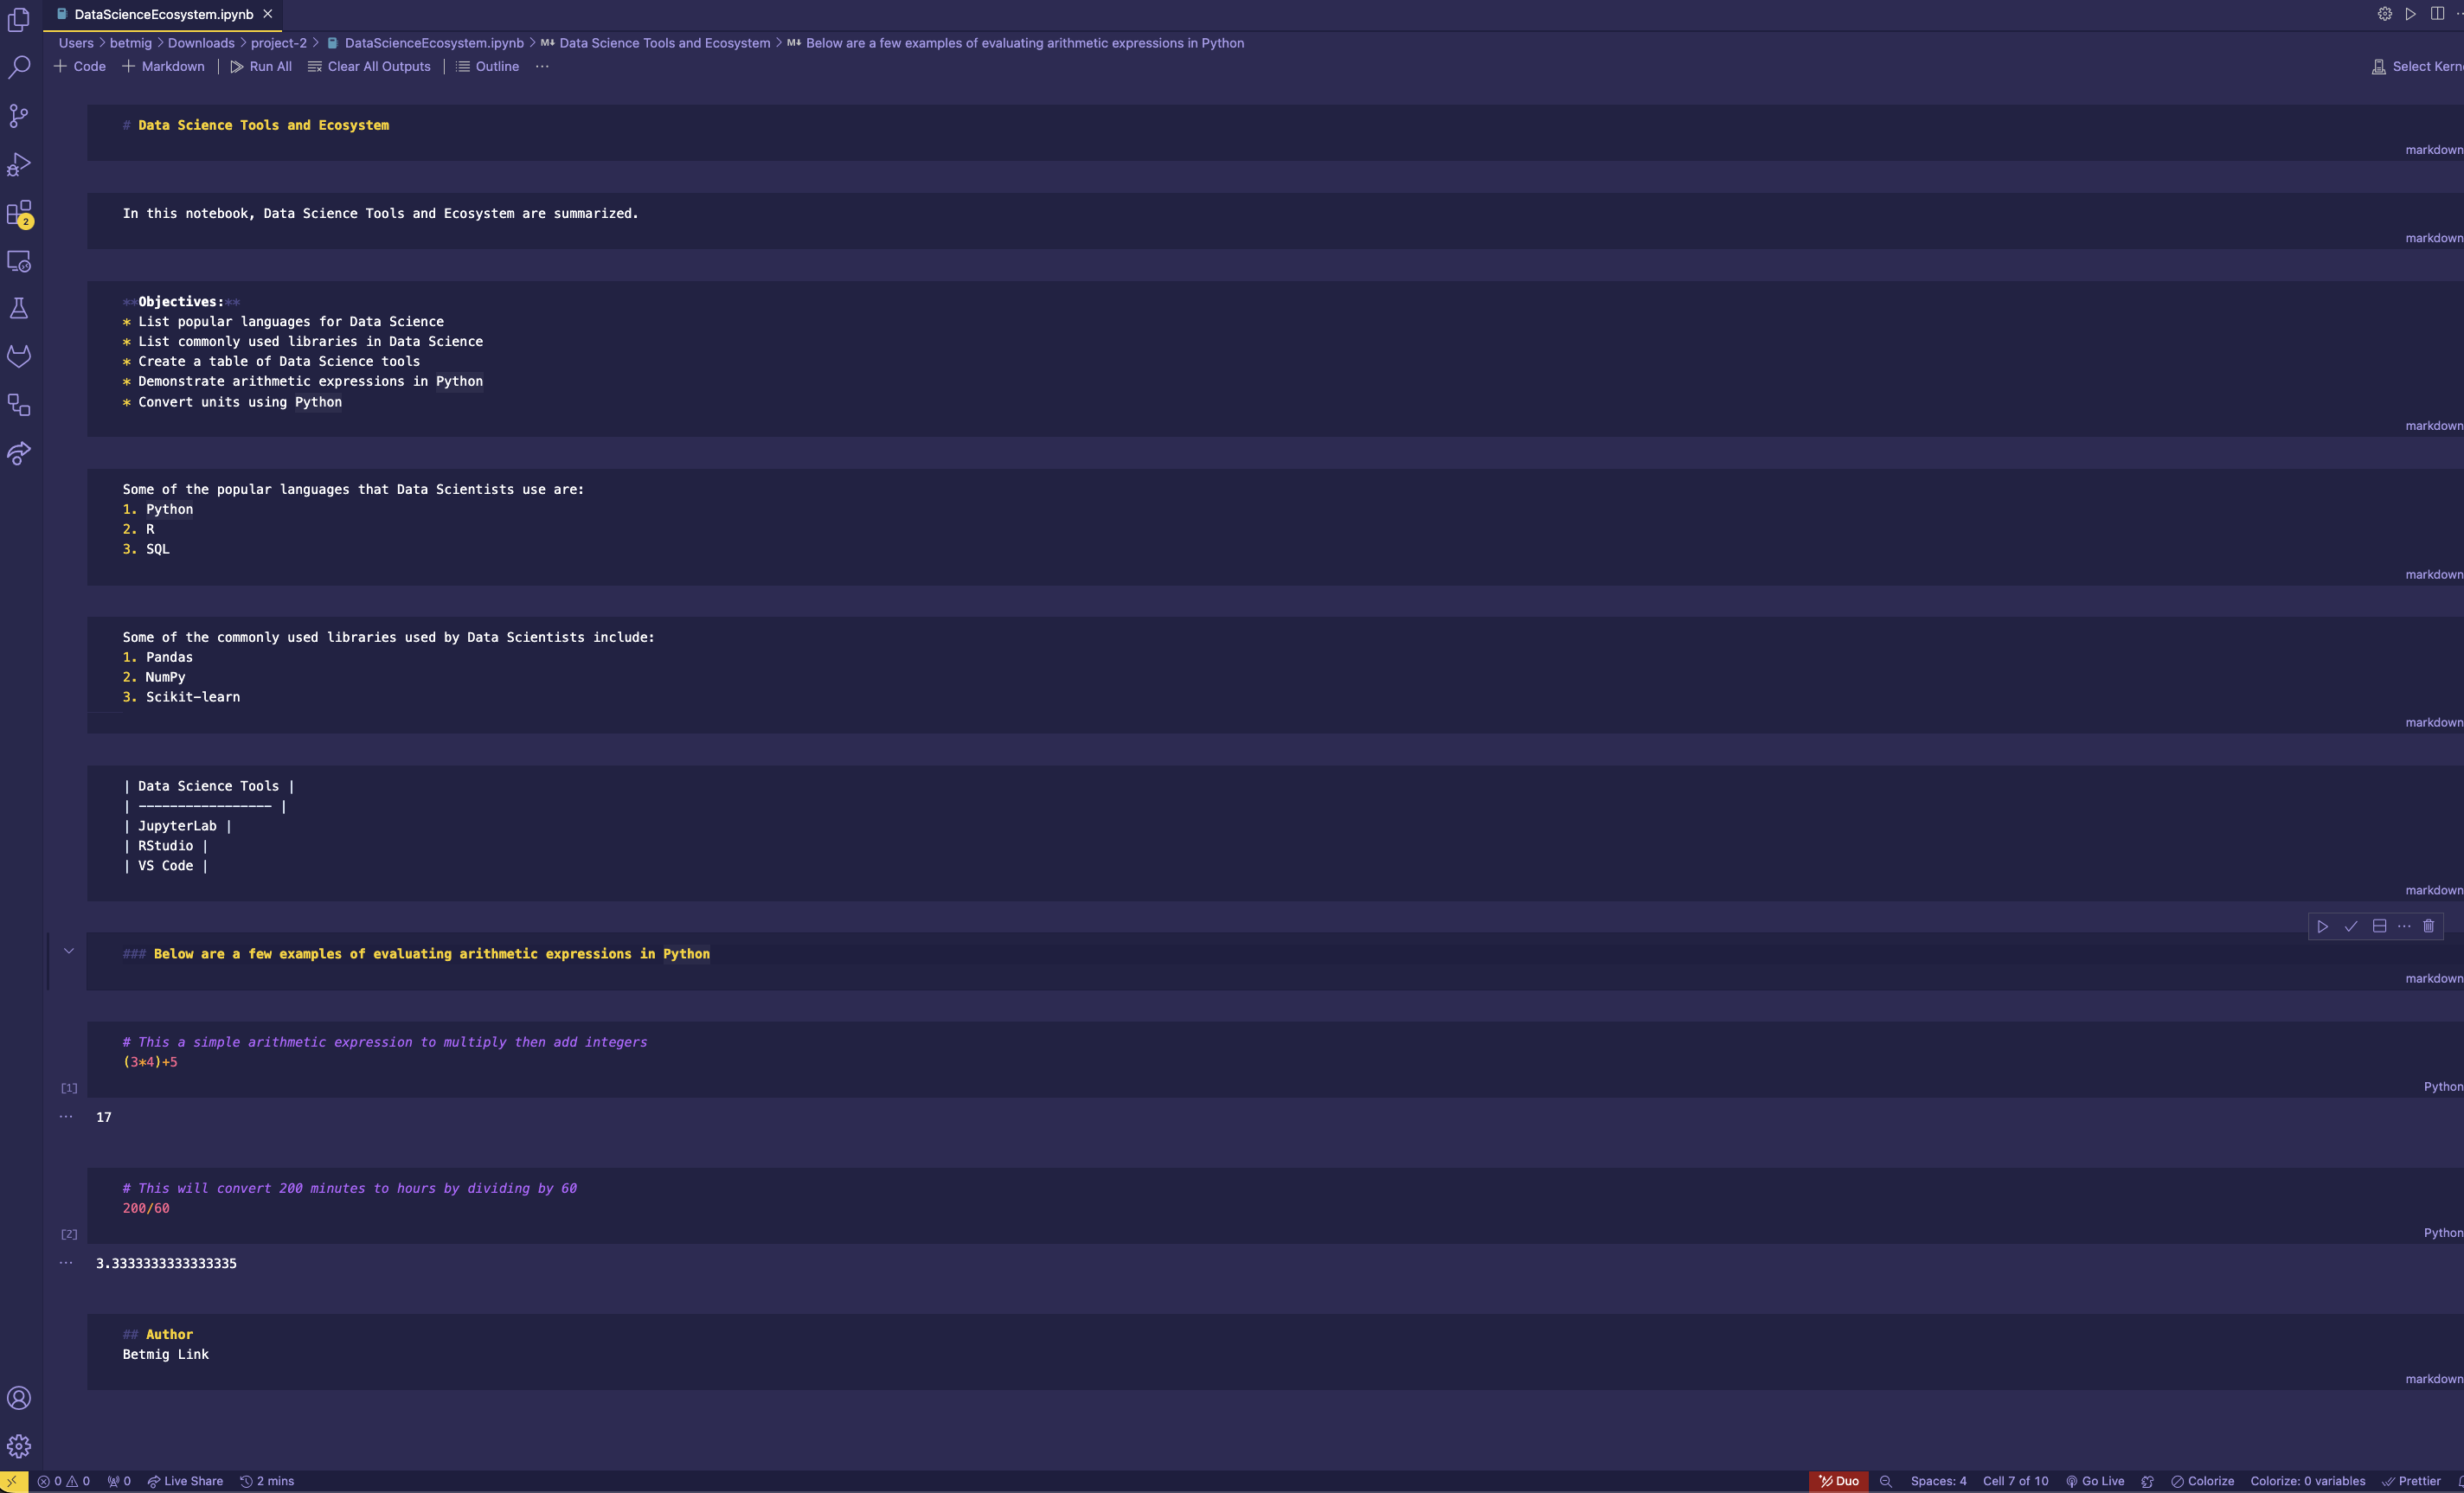 DataScienceEcosystem.ipynb
Users > betmig > Downloads > project-2 > DataScienceEcosystem.ipynb > M↓ Data Science Tools and Ecosystem > M↓ Below are a few examples of evaluating arithmetic expressions in Python
+ Code + Markdown | Run All Clear All Outputs | Outline ··· Select Kern
# Data Science Tools and Ecosystem
markdown
In this notebook, Data Science Tools and Ecosystem are summarized.
markdown
**Objectives:**
* List popular languages for Data Science
* List commonly used libraries in Data Science
* Create a table of Data Science tools
* Demonstrate arithmetic expressions in Python
* Convert units using Python
markdown
Some of the popular languages that Data Scientists use are:
1. Python
2. R
3. SQL
markdown
Some of the commonly used libraries used by Data Scientists include:
1. Pandas
2. NumPy
3. Scikit-learn
markdown
| Data Science Tools |
| ----------------- |
| JupyterLab |
| RStudio |
| VS Code |
markdown
### Below are a few examples of evaluating arithmetic expressions in Python
markdown
# This a simple arithmetic expression to multiply then add integers
(3*4)+5
[1] Python
17
# This will convert 200 minutes to hours by dividing by 60
200/60
[2] Python
3.3333333333333335
## Author
Betmig Link
markdown
2
0 0 0 Live Share 2 mins Duo Spaces: 4 Cell 7 of 10 Go Live Colorize Colorize: 0 variables Prettier